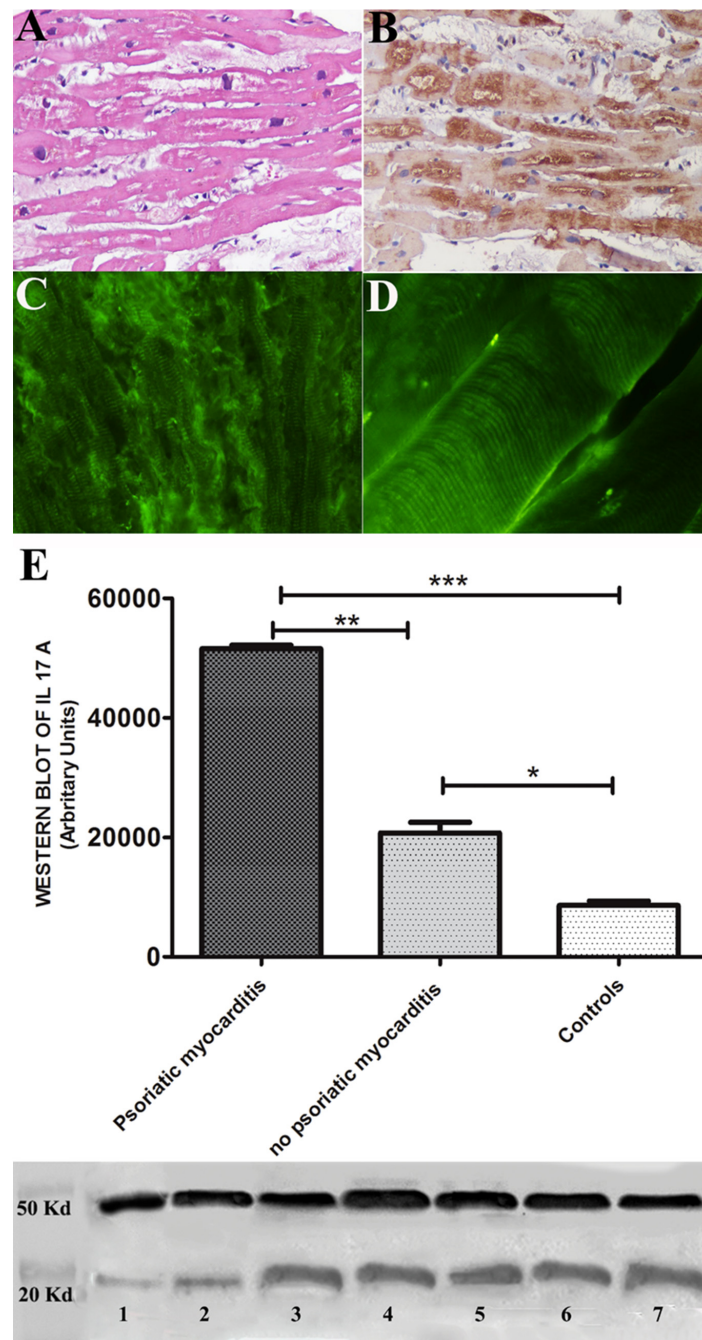 A
B
C
D
E
60000
40000
20000
0
WESTERN BLOT OF IL 17 A
(Arbritary Units)
***
**
*
Psoriatic myocarditis
no psoriatic myocarditis
Controls
50 Kd
20 Kd
1 2 3 4 5 6 7